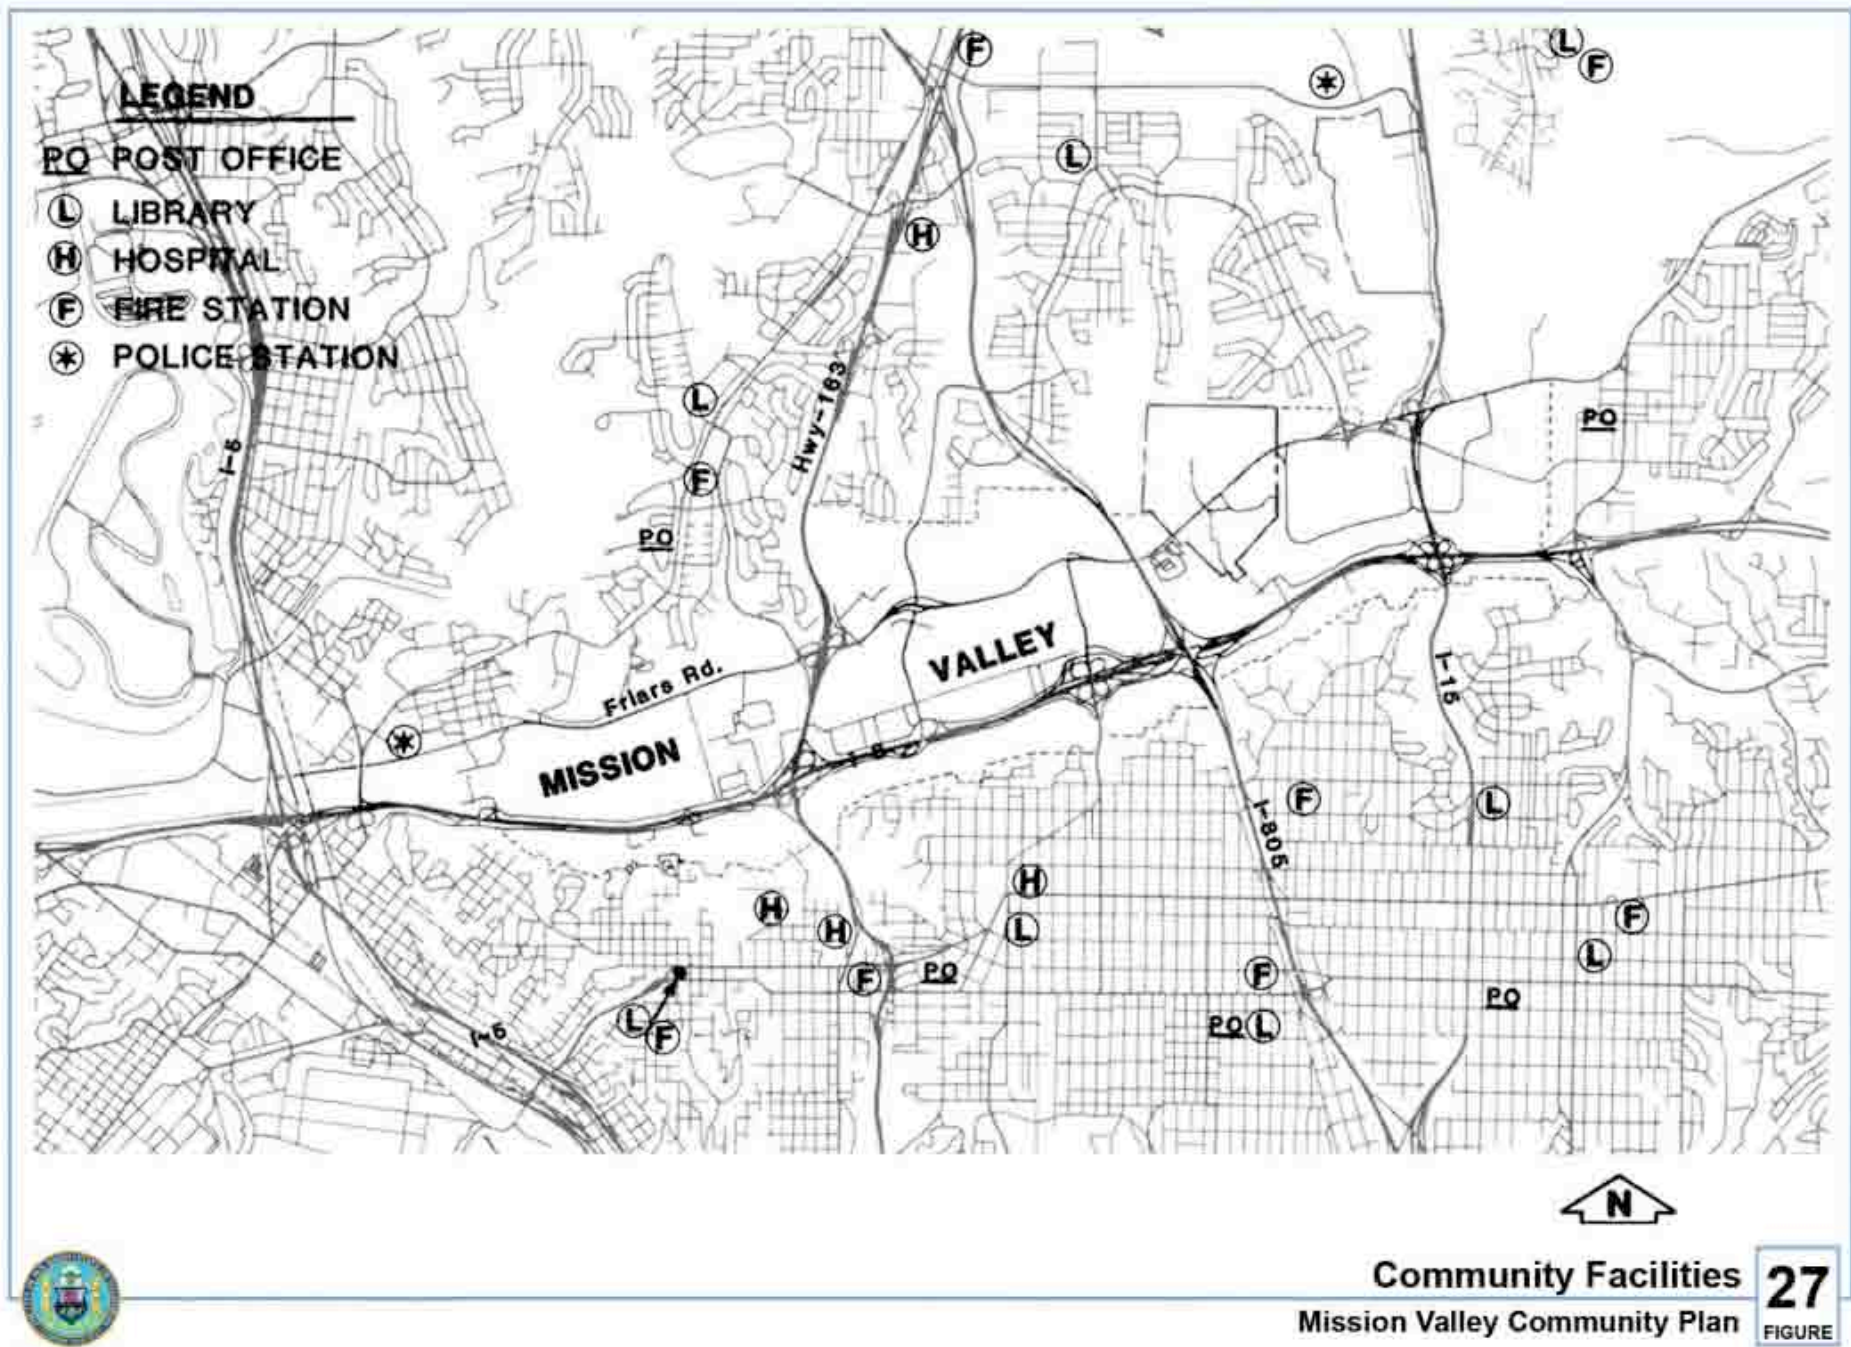 LEGEND
PO POST OFFICE
L LIBRARY
H HOSPITAL
F FIRE STATION
POLICE STATION
F
L
F
L
H
I-5
Hwy-163
L
PO
F
PO
VALLEY
Friars Rd.
I-15
MISSION
I-8
F
L
I-805
H
H
H
L
F
L
F
PO
F
PO
L
F
I-5
PO L
N
Community Facilities
Mission Valley Community Plan
27
FIGURE